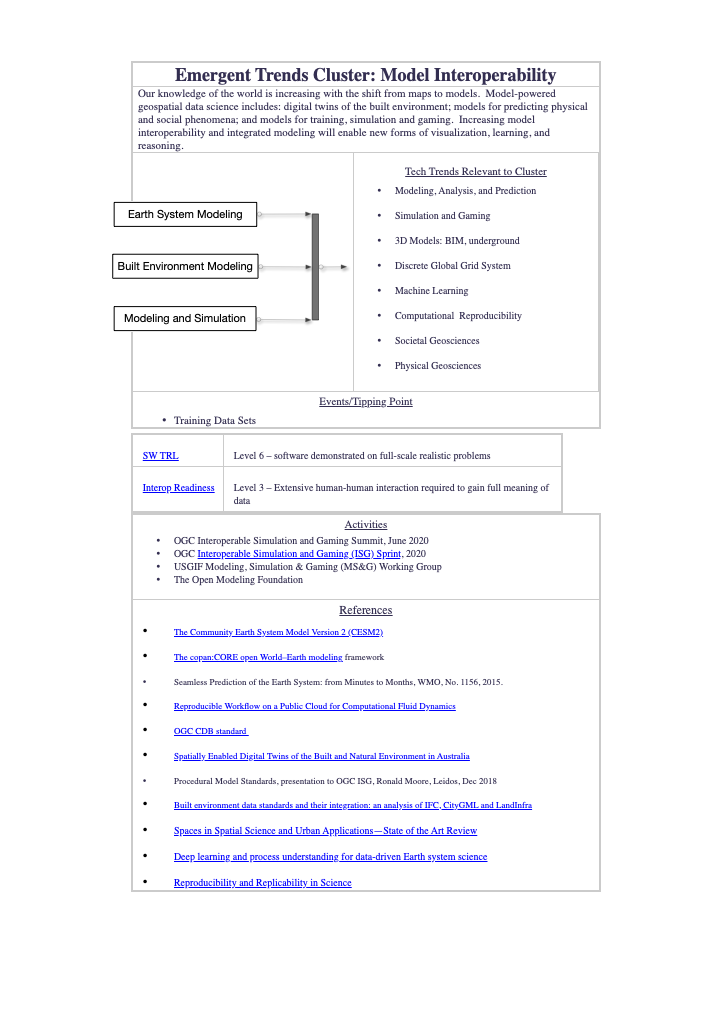 Emergent Trends Cluster: Model Interoperability
Our knowledge of the world is increasing with the shift from maps to models.  Model-powered
geospatial data science includes: digital twins of the built environment; models for predicting physical
and social phenomena; and models for training, simulation and gaming.  Increasing model
interoperability and integrated modeling will enable new forms of visualization, learning, and
reasoning.
Earth System Modeling
Built Environment Modeling
Modeling and Simulation
Tech Trends Relevant to Cluster
• Modeling, Analysis, and Prediction
• Simulation and Gaming
• 3D Models: BIM, underground
• Discrete Global Grid System
• Machine Learning
• Computational  Reproducibility
• Societal Geosciences
• Physical Geosciences
Events/Tipping Point
• Training Data Sets
SW TRL
Level 6 – software demonstrated on full-scale realistic problems
Interop Readiness
Level 3 – Extensive human-human interaction required to gain full meaning of
data
Activities
• OGC Interoperable Simulation and Gaming Summit, June 2020
• OGC Interoperable Simulation and Gaming (ISG) Sprint, 2020
• USGIF Modeling, Simulation & Gaming (MS&G) Working Group
• The Open Modeling Foundation
References
• The Community Earth System Model Version 2 (CESM2)
• The copan:CORE open World–Earth modeling framework
• Seamless Prediction of the Earth System: from Minutes to Months, WMO, No. 1156, 2015.
• Reproducible Workflow on a Public Cloud for Computational Fluid Dynamics
• OGC CDB standard
• Spatially Enabled Digital Twins of the Built and Natural Environment in Australia
• Procedural Model Standards, presentation to OGC ISG, Ronald Moore, Leidos, Dec 2018
• Built environment data standards and their integration: an analysis of IFC, CityGML and LandInfra
• Spaces in Spatial Science and Urban Applications—State of the Art Review
• Deep learning and process understanding for data-driven Earth system science
• Reproducibility and Replicability in Science